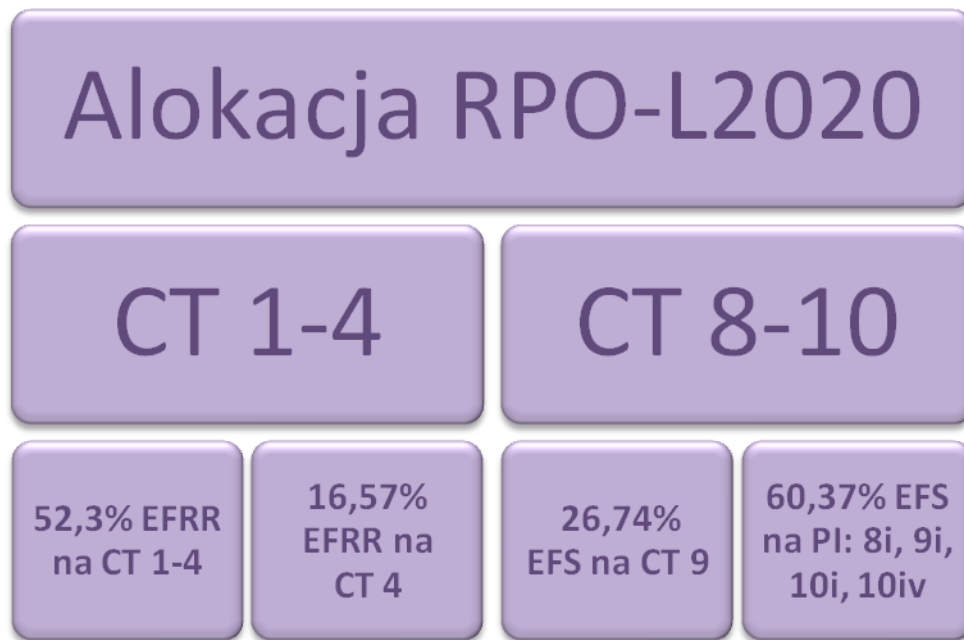 Alokacja RPO-L2020
CT 1-4
CT 8-10
52,3% EFRR
na CT 1-4
16,57%
EFRR na
CT 4
26,74%
EFS na CT 9
60,37% EFS
na PI: 8i, 9i,
10i, 10iv